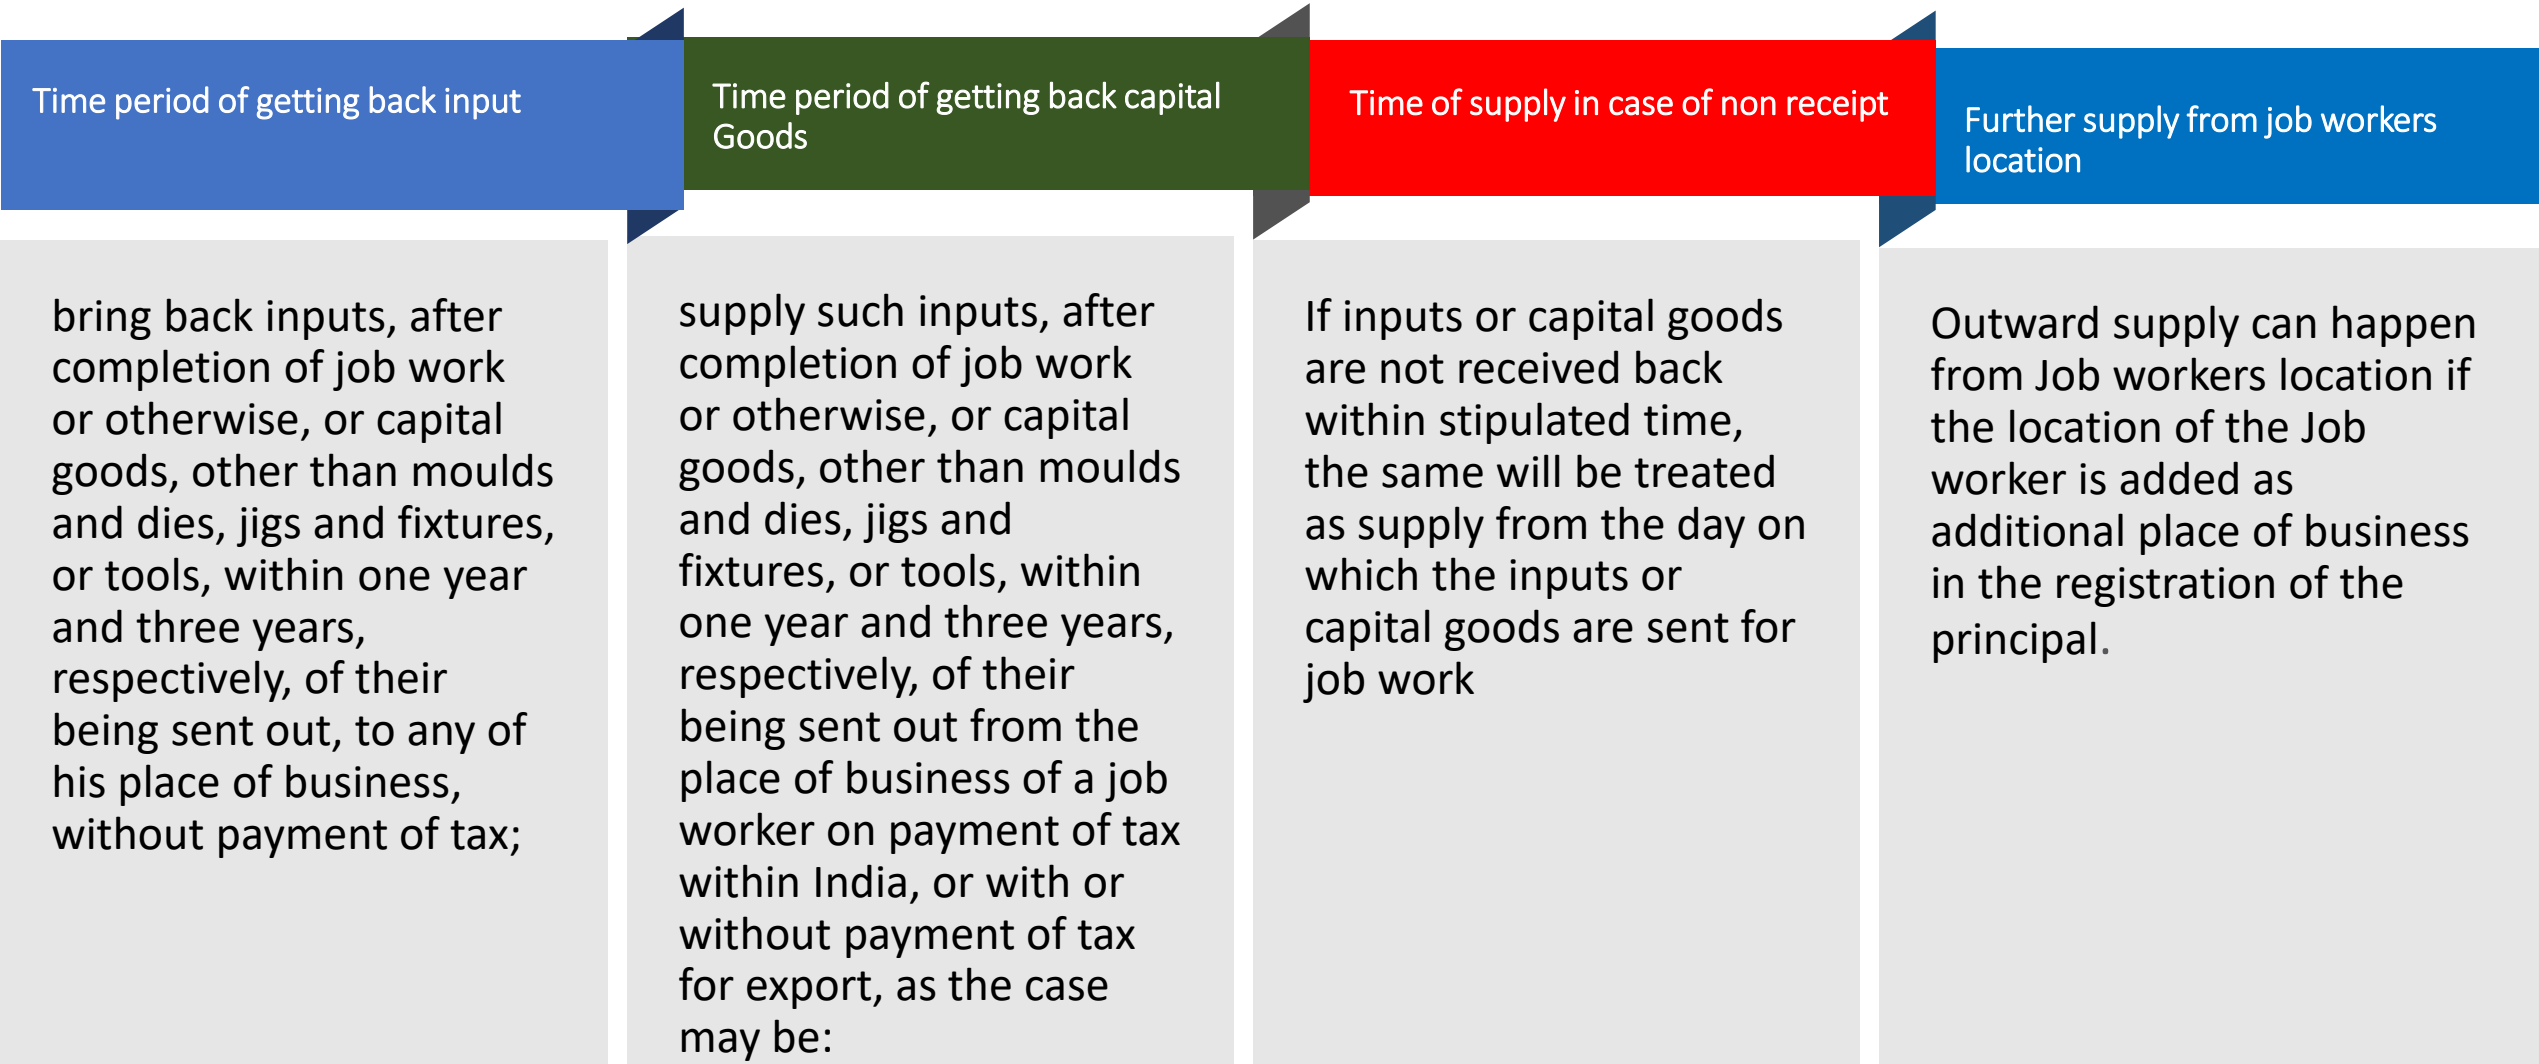 Time period of getting back input
Time period of getting back capital
Goods
Time of supply in case of non receipt
Further supply from job workers
location
bring back inputs, after
completion of job work
or otherwise, or capital
goods, other than moulds
and dies, jigs and fixtures,
or tools, within one year
and three years,
respectively, of their
being sent out, to any of
his place of business,
without payment of tax;
supply such inputs, after
completion of job work
or otherwise, or capital
goods, other than moulds
and dies, jigs and
fixtures, or tools, within
one year and three years,
respectively, of their
being sent out from the
place of business of a job
worker on payment of tax
within India, or with or
without payment of tax
for export, as the case
may be:
If inputs or capital goods
are not received back
within stipulated time,
the same will be treated
as supply from the day on
which the inputs or
capital goods are sent for
job work
Outward supply can happen
from Job workers location if
the location of the Job
worker is added as
additional place of business
in the registration of the
principal.